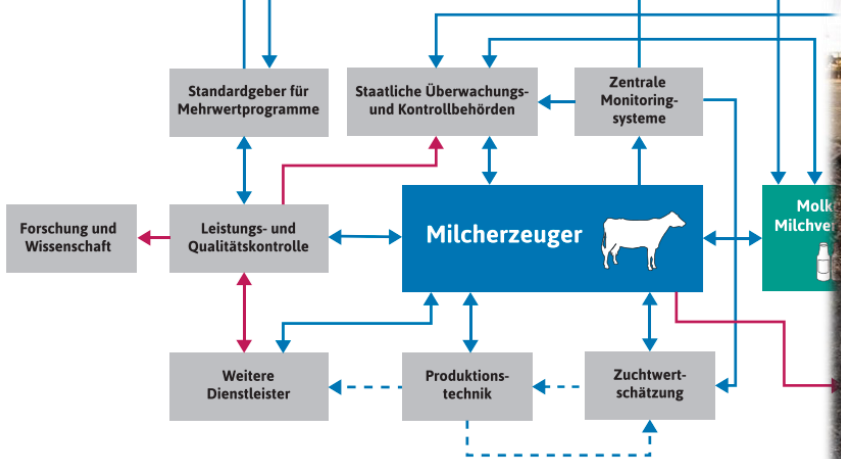 Standardgeber für
Mehrwertprogramme
Staatliche Überwachungs-
und Kontrollbehörden
Zentrale
Monitoring-
systeme
Forschung und
Wissenschaft
Leistungs- und
Qualitätskontrolle
Milcherzeuger
Weitere
Dienstleister
Produktions-
technik
Zuchtwert-
schätzung